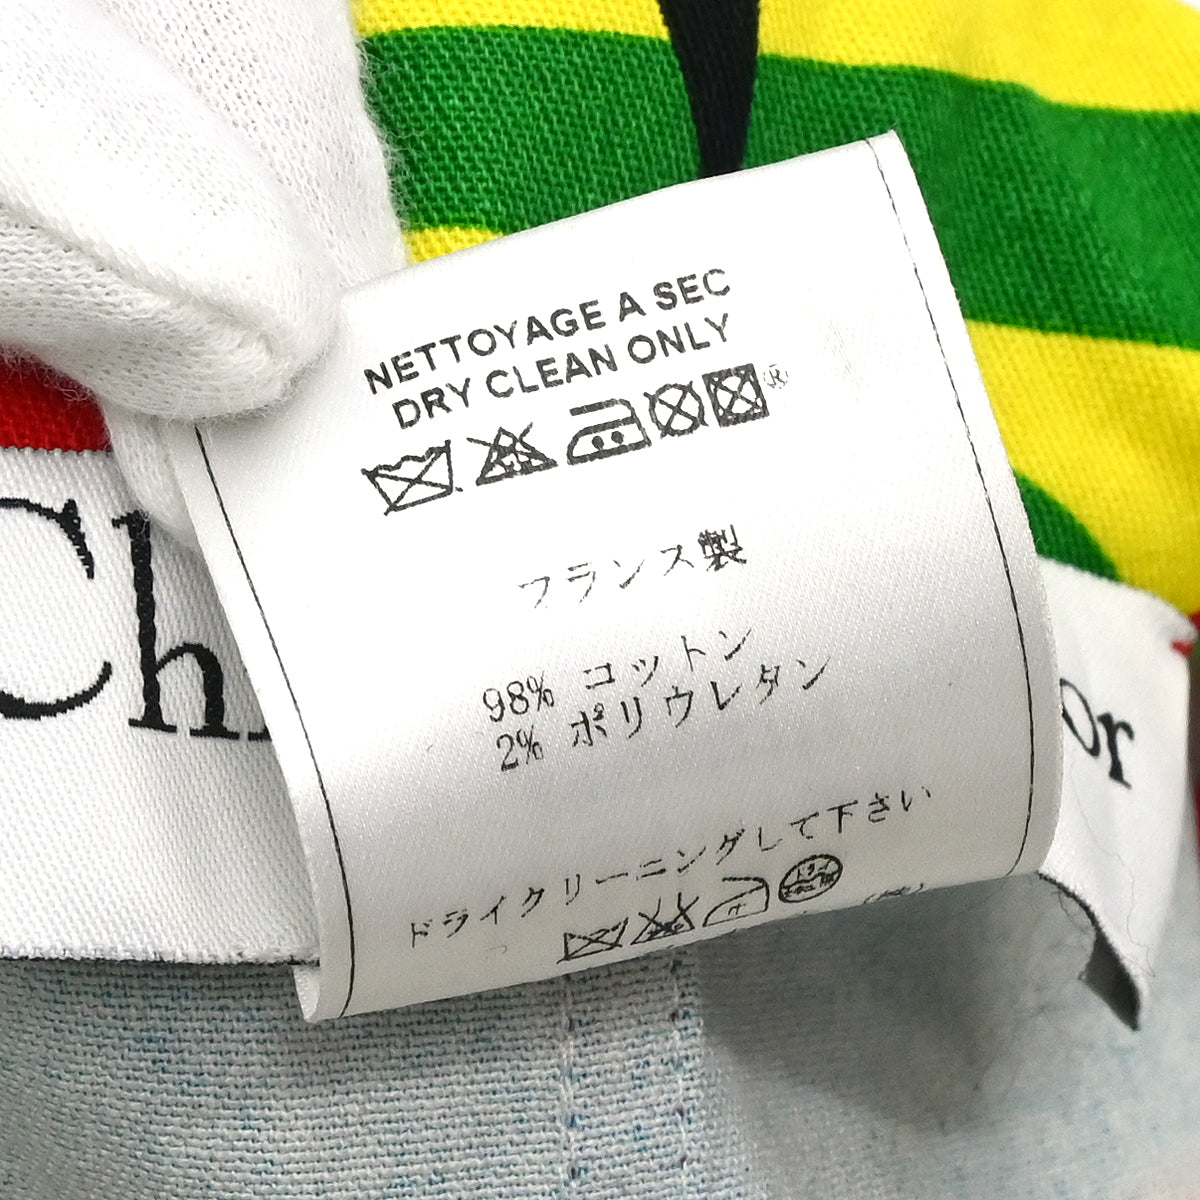 NETTOYAGE A SEC
DRY CLEAN ONLY
®
フランス製
98% コットン
2% ポリウレタン
ドライクリーニングして下さい
Ch
or